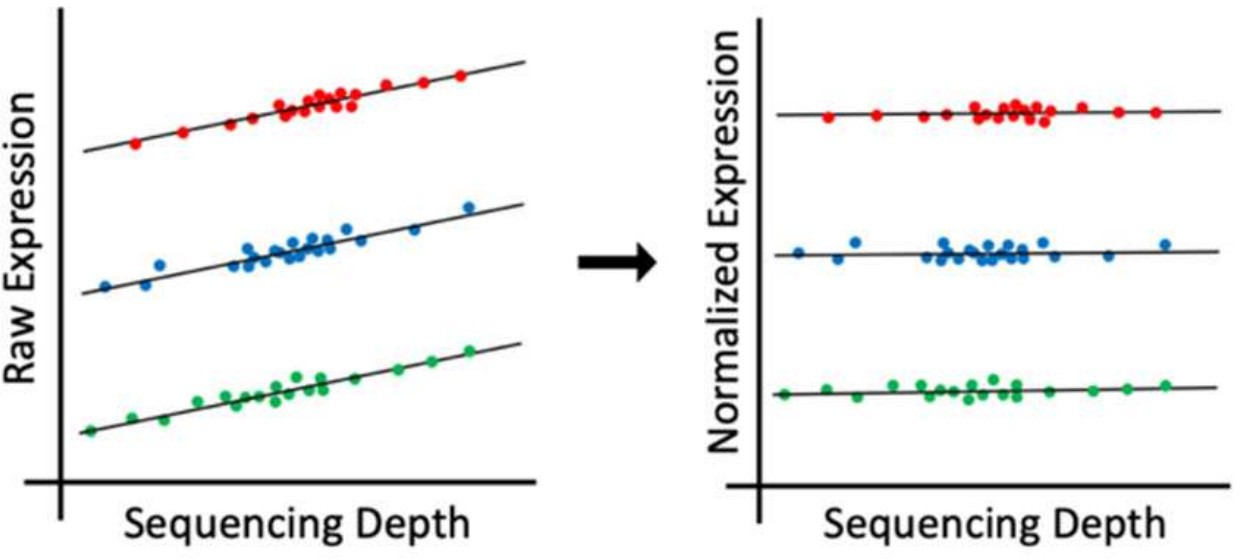 Raw Expression
Sequencing Depth
Normalized Expression
Sequencing Depth